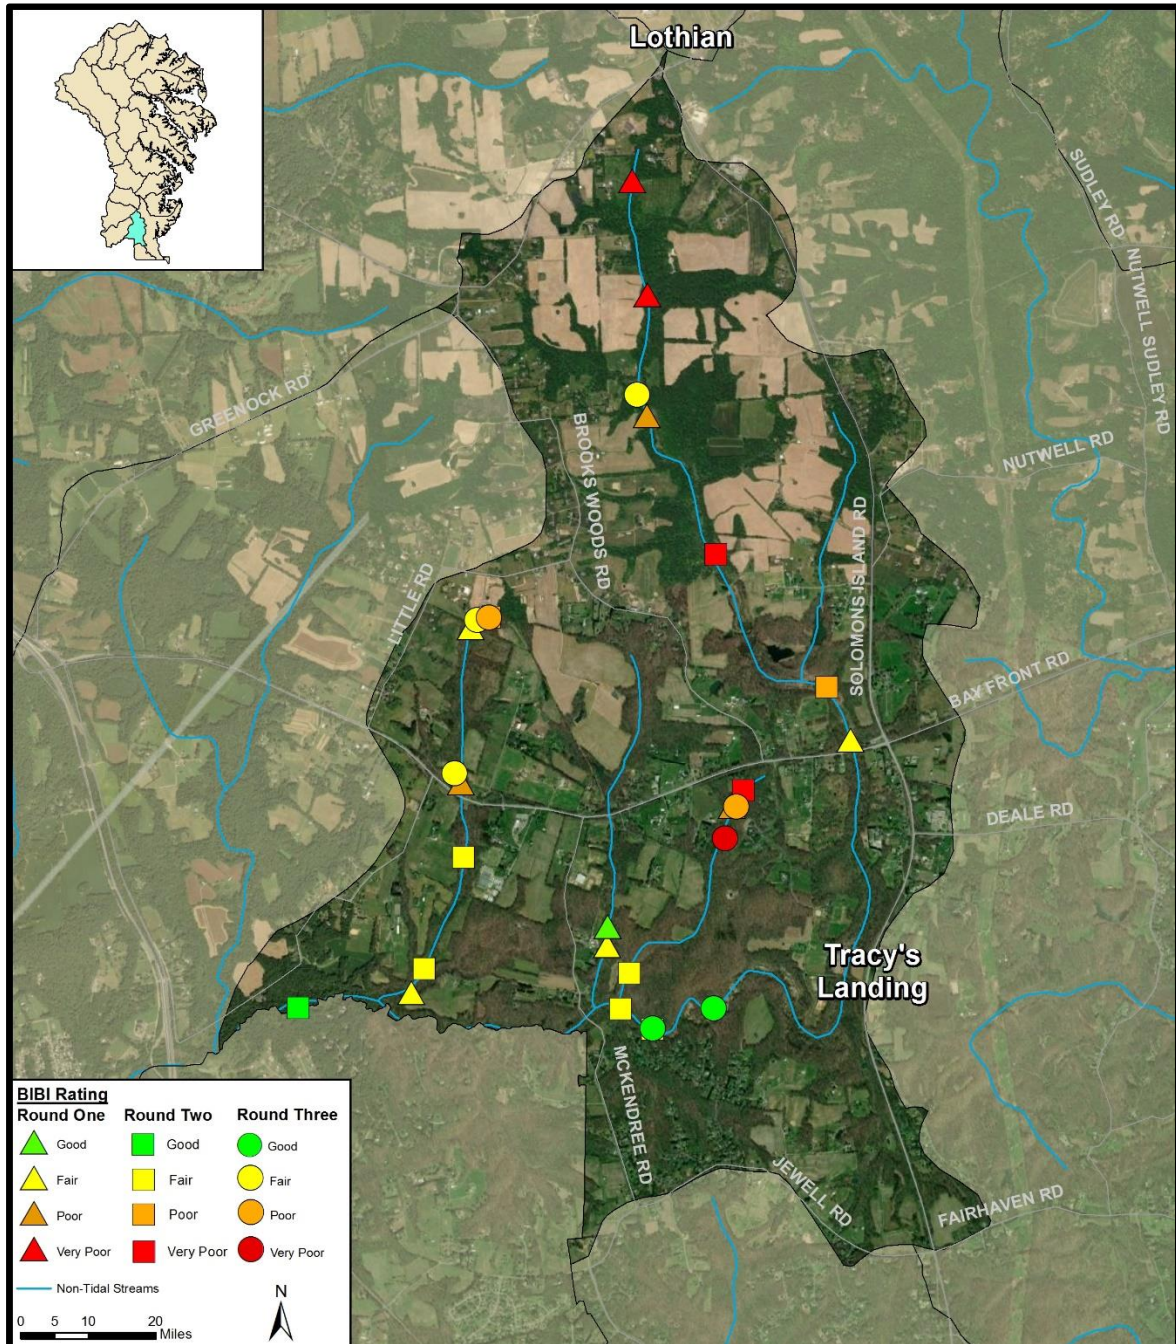 Lothian
SUDLEY RD
NUTWELL SUDLEY RD
GREENOCK RD
BROOKS WOODS RD
NUTWELL RD
LITTLE RD
SOLOMONS ISLAND RD
BAY FRONT RD
DEALE RD
Tracy's
Landing
MCKENDREE RD
JEWELL RD
FAIRHAVEN RD
BIBI Rating
Round One Round Two Round Three
Good Good Good
Fair Fair Fair
Poor Poor Poor
Very Poor Very Poor Very Poor
Non-Tidal Streams
N
0 5 10 20
Miles